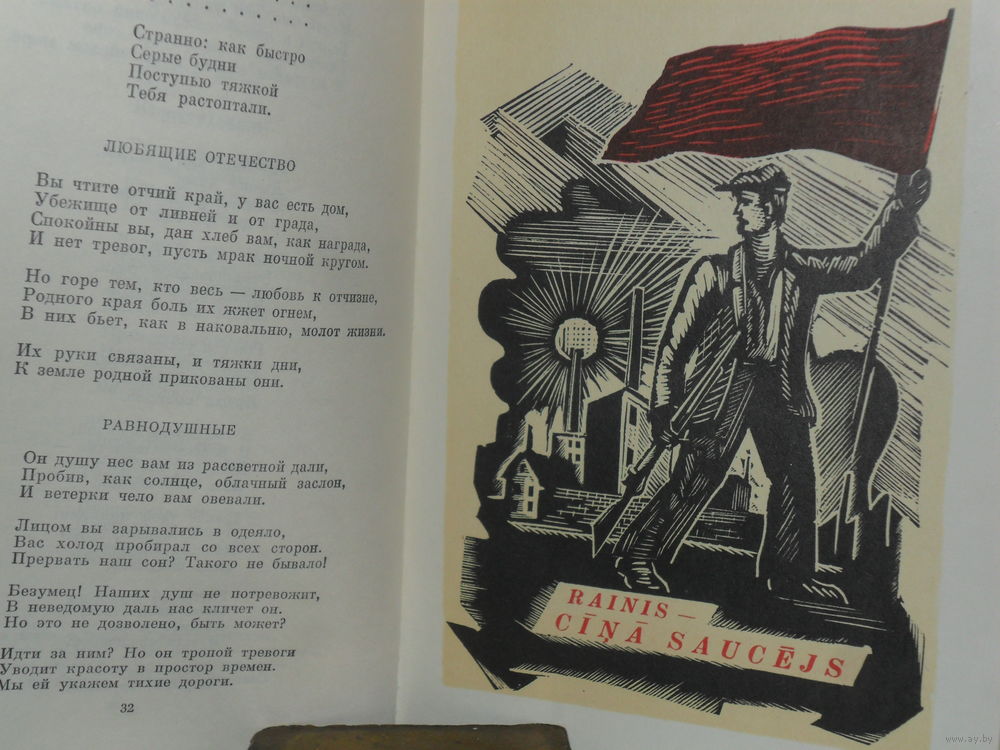 Странно: как быстро
Серые будни
Поступью тяжкой
Тебя растоптали.
ЛЮБЯЩИЕ ОТЕЧЕСТВО
Вы чтите отчий край, у вас есть дом,
Убежище от ливней и от града,
Спокойны вы, дан хлеб вам, как награда,
И нет тревог, пусть мрак ночной кругом.
Но горе тем, кто весь — любовь к отчизне,
Родного края боль их жжет огнем,
В них бьет, как в наковальню, молот жизни.
Их руки связаны, и тяжки дни,
К земле родной прикованы они.
РАВНОДУШНЫЕ
Он душу нес вам из рассветной дали,
Пробив, как солнце, облачный заслон,
И ветерки чело вам овевали.
Лицом вы зарывались в одеяло,
Вас холод пробирал со всех сторон.
Прервать наш сон? Такого не бывало!
Безумец! Наших душ не потревожит,
В неведомую даль нас кличет он.
Но это не дозволено, быть может?
Идти за ним? Но он тропой тревоги
Уводит красоту в простор времен.
Мы ей укажем тихие дороги.
32
RAINIS —
CĪŅĀ SAUCĒJS
www.ay.by